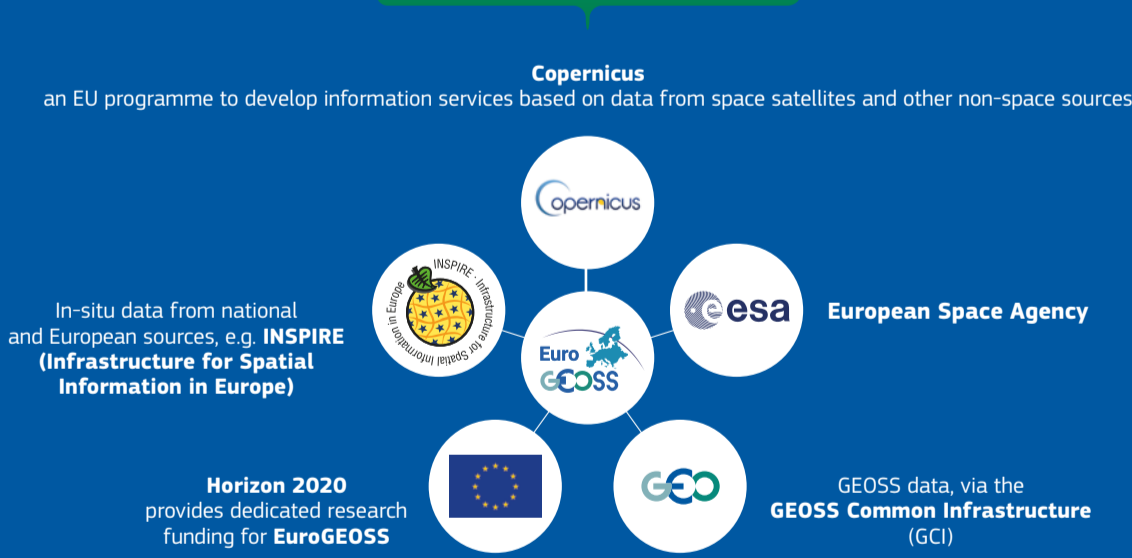 Copernicus
an EU programme to develop information services based on data from space satellites and other non-space sources
Copernicus
INSPIRE · Infrastructure for Spatial Information in Europe
In-situ data from national
and European sources, e.g. INSPIRE
(Infrastructure for Spatial
Information in Europe)
esa
European Space Agency
Euro
GEOSS
Horizon 2020
provides dedicated research
funding for EuroGEOSS
GEO
GEOSS data, via the
GEOSS Common Infrastructure
(GCI)